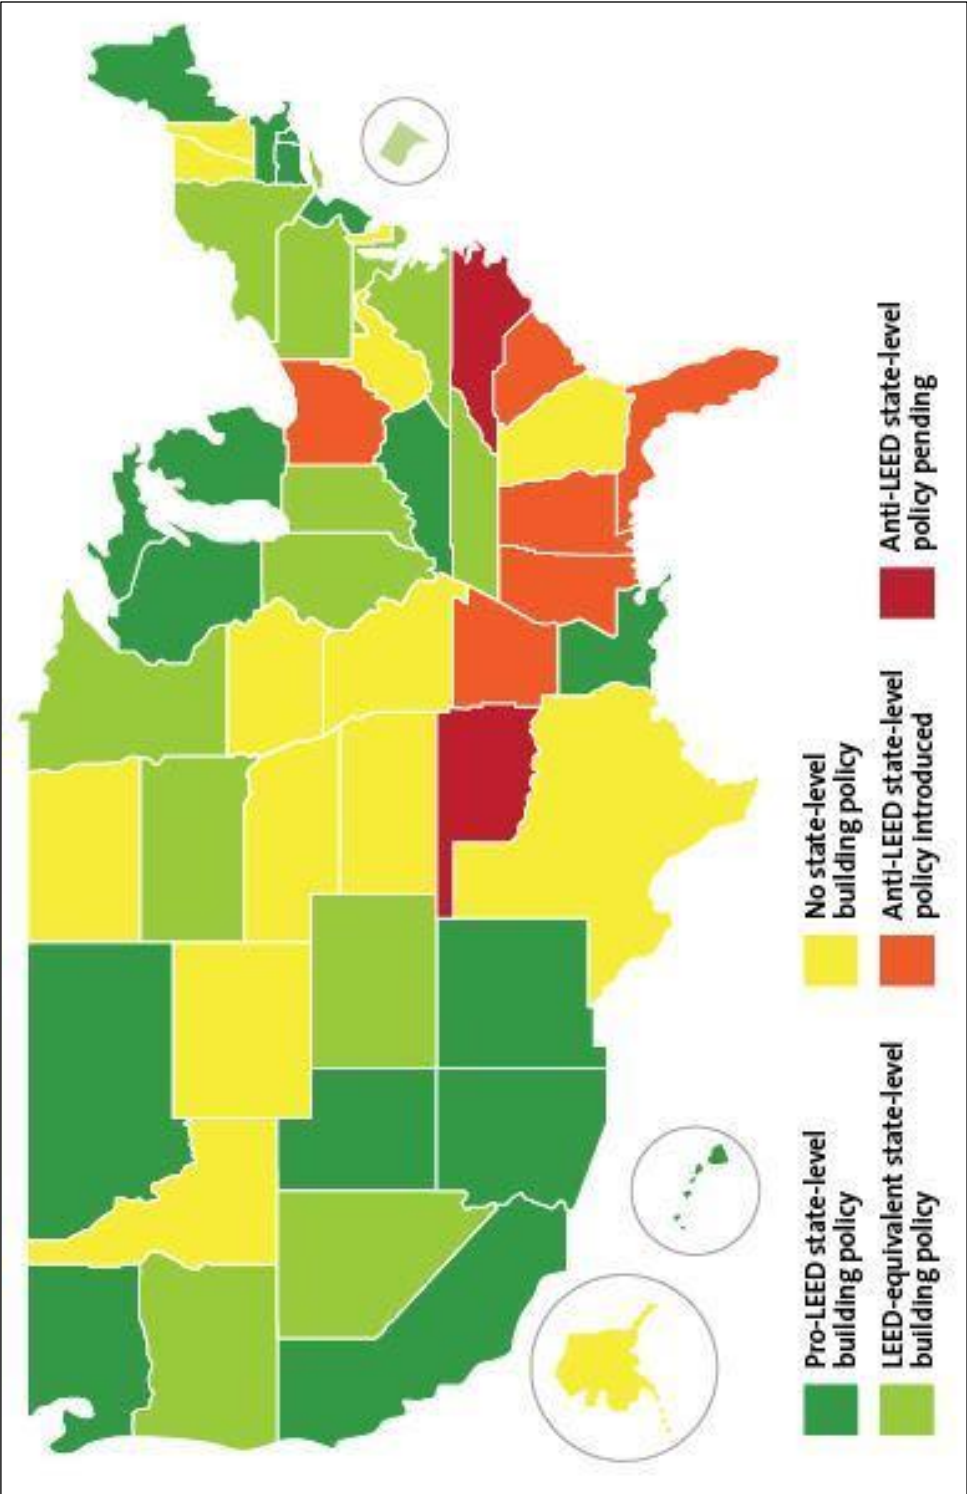 Pro-LEED state-level
building policy
No state-level
building policy
LEED-equivalent state-level
building policy
Anti-LEED state-level
policy introduced
Anti-LEED state-level
policy pending